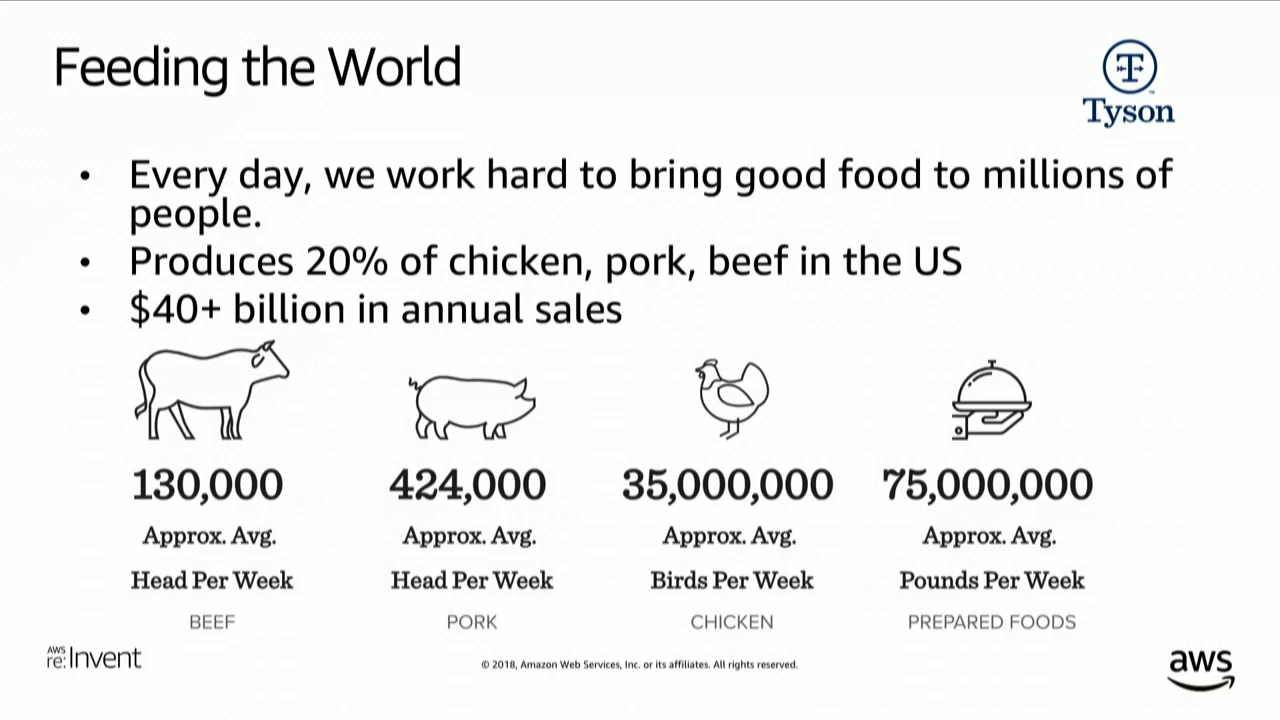 Feeding the World
Tyson
• Every day, we work hard to bring good food to millions of
people.
• Produces 20% of chicken, pork, beef in the US
• $40+ billion in annual sales
130,000
Approx. Avg.
Head Per Week
BEEF
424,000
Approx. Avg.
Head Per Week
PORK
35,000,000
Approx. Avg.
Birds Per Week
CHICKEN
75,000,000
Approx. Avg.
Pounds Per Week
PREPARED FOODS
AWS
re:Invent
© 2018, Amazon Web Services, Inc. or its affiliates. All rights reserved.
aws